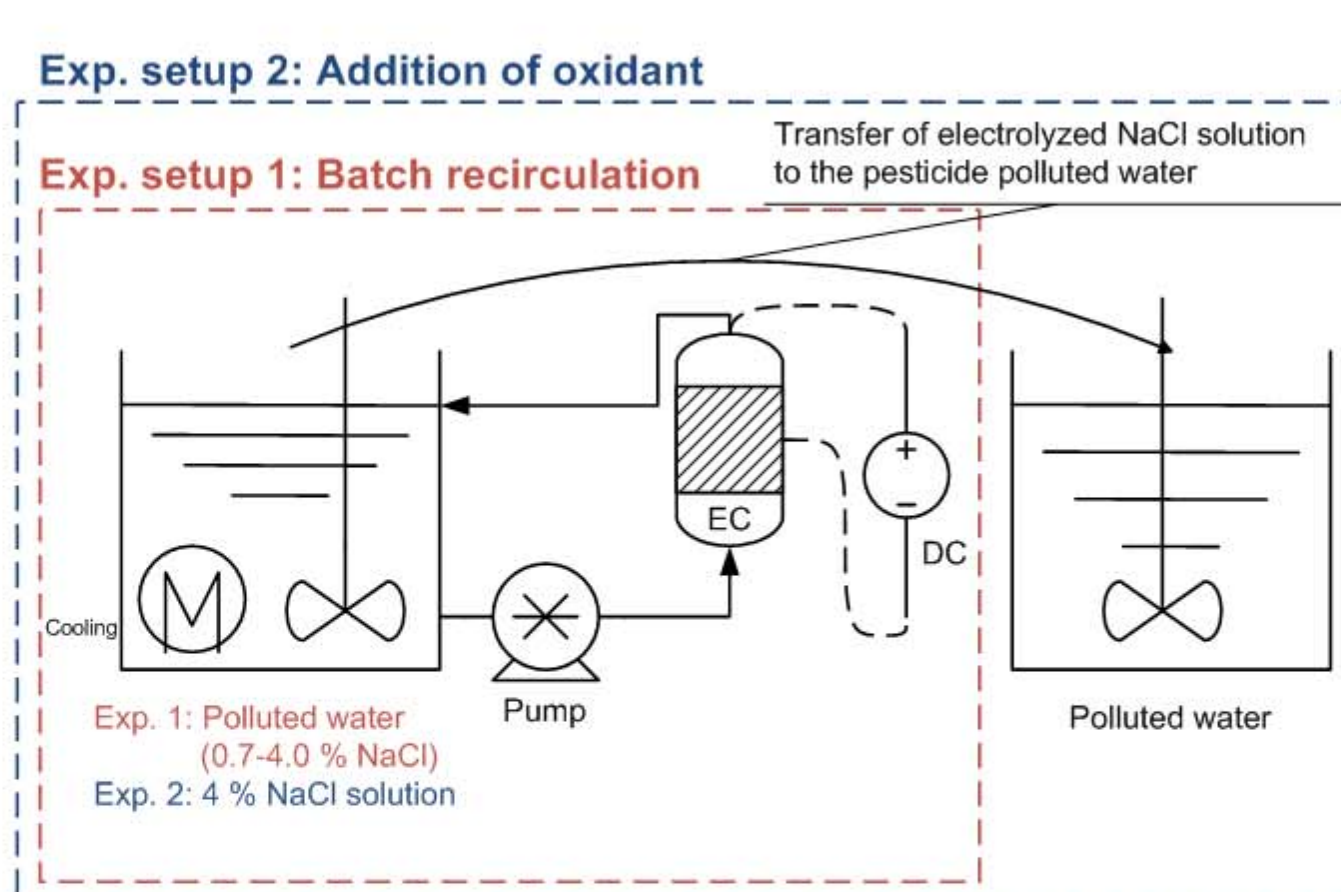 Exp. setup 2: Addition of oxidant
Transfer of electrolyzed NaCl solution
to the pesticide polluted water
Exp. setup 1: Batch recirculation
+
−
EC
DC
Cooling
M
Pump
Exp. 1: Polluted water
(0.7-4.0 % NaCl)
Exp. 2: 4 % NaCl solution
Polluted water